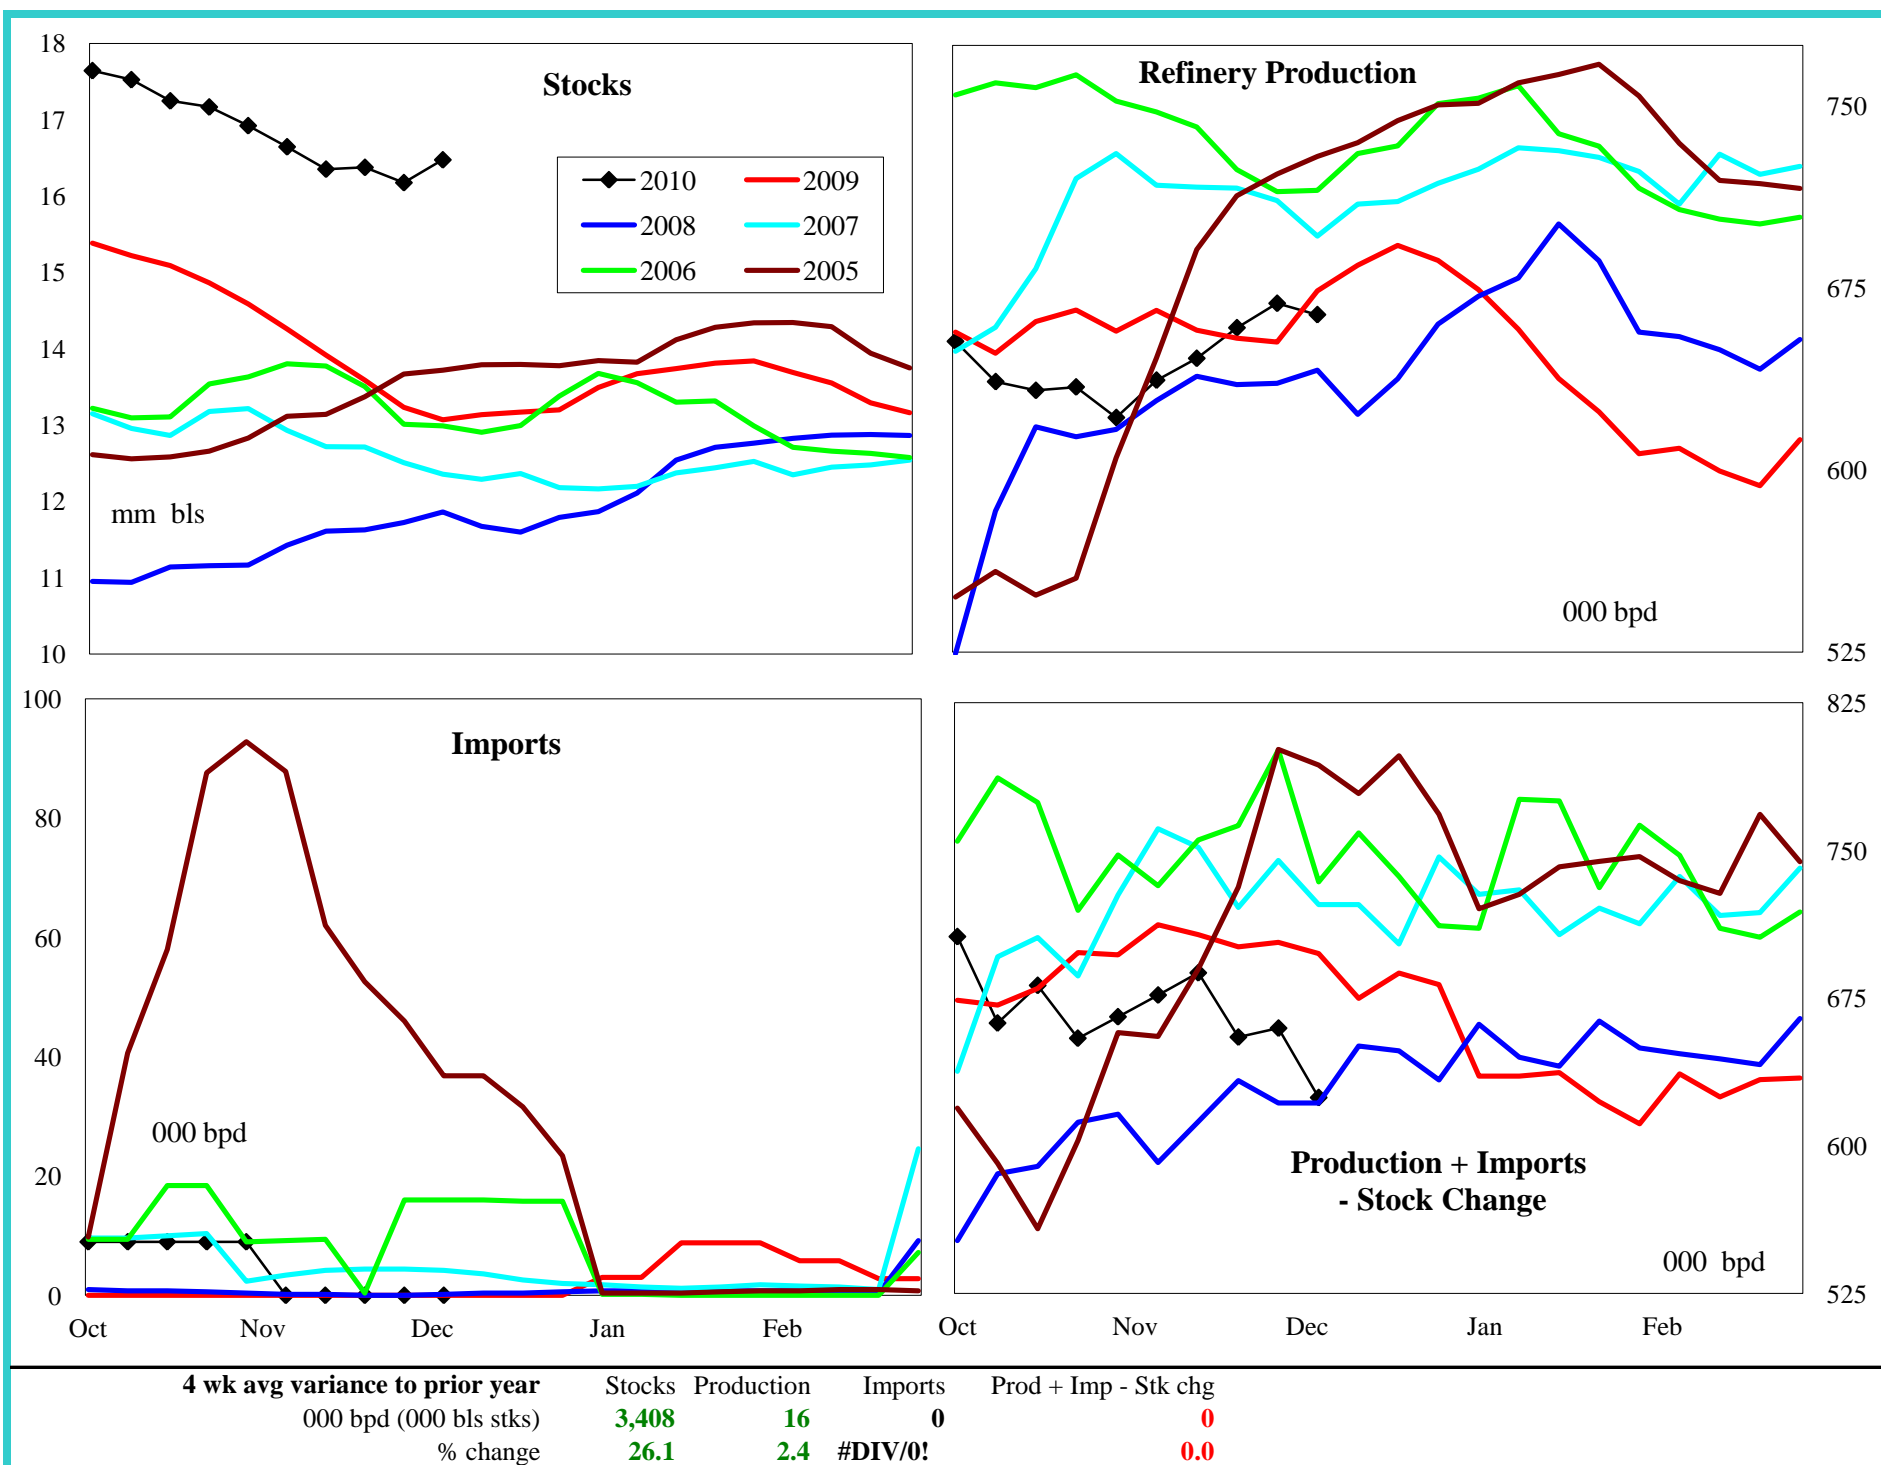 Stocks
18
17
16
15
14
13
12
11
10
2010 2009
2008 2007
2006 2005
mm bls
Refinery Production
750
675
600
525
000 bpd
Imports
100
80
60
40
20
0
000 bpd
Oct Nov Dec Jan Feb
825
750
675
600
525
Production + Imports
- Stock Change
000 bpd
Oct Nov Dec Jan Feb
4 wk avg variance to prior year Stocks Production Imports Prod + Imp - Stk chg
000 bpd (000 bls stks) 3,408 16 0 0
% change 26.1 2.4 #DIV/0! 0.0